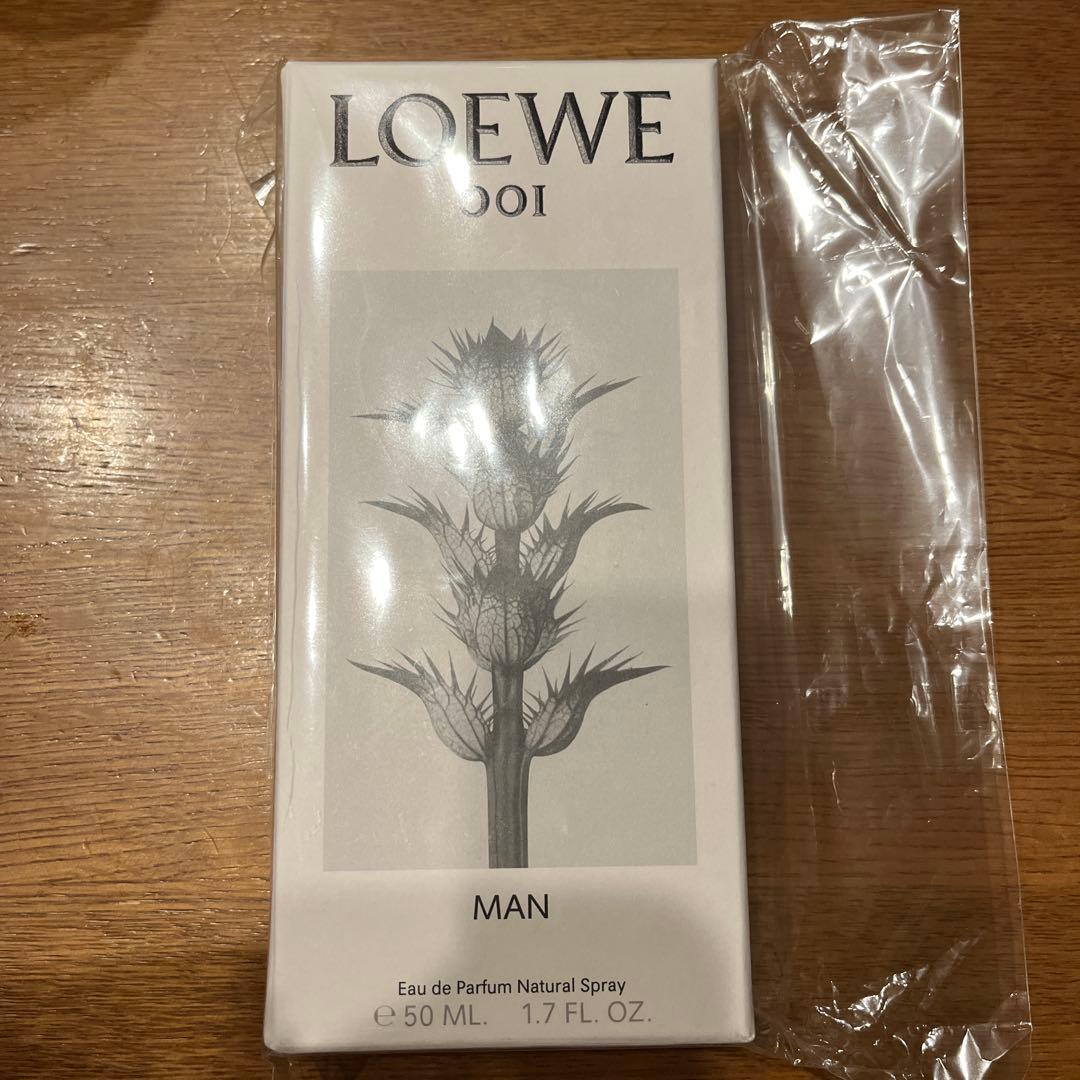 LOEWE
001
MAN
Eau de Parfum Natural Spray
℮ 50 ML. 1.7 FL. OZ.